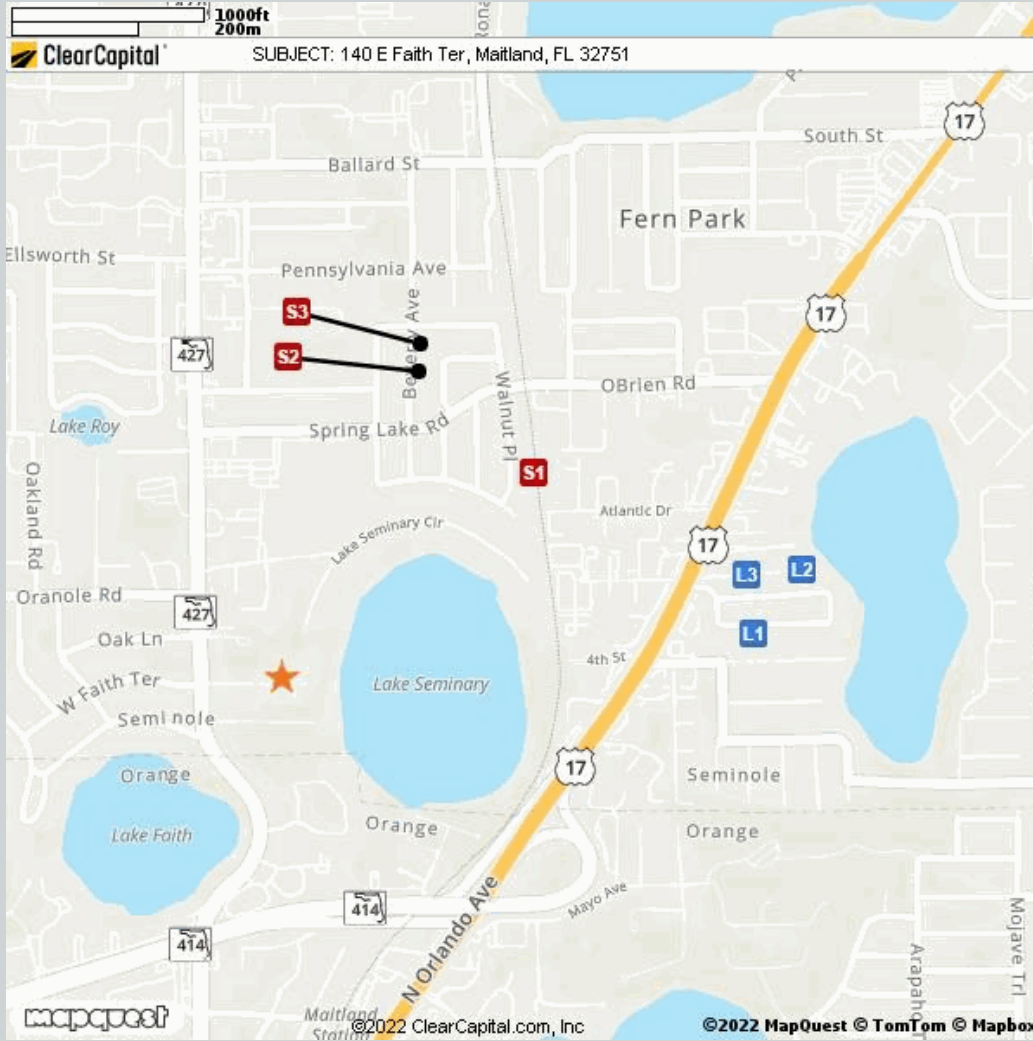 1000ft
200m
ClearCapital
SUBJECT: 140 E Faith Ter, Maitland, FL 32751
17
South St
Ballard St
Fern Park
Ellsworth St
Pennsylvania Ave
S3
17
427
S2
Walnut Pl
OBrien Rd
Lake Roy
Spring Lake Rd
S1
Oakland Rd
Atlantic Dr
Lake Seminary Cir
17
L3
L2
Oranole Rd
427
Oak Ln
L1
4th St
W Faith Ter
Lake Seminary
Seminole
17
Orange
Seminole
Lake Faith
Orange
Orange
414
Mayo Ave
N Orlando Ave
414
Mojave Trl
Arapaho
Maitland
Station
mapquest
©2022 ClearCapital.com, Inc
©2022 MapQuest © TomTom © Mapbox